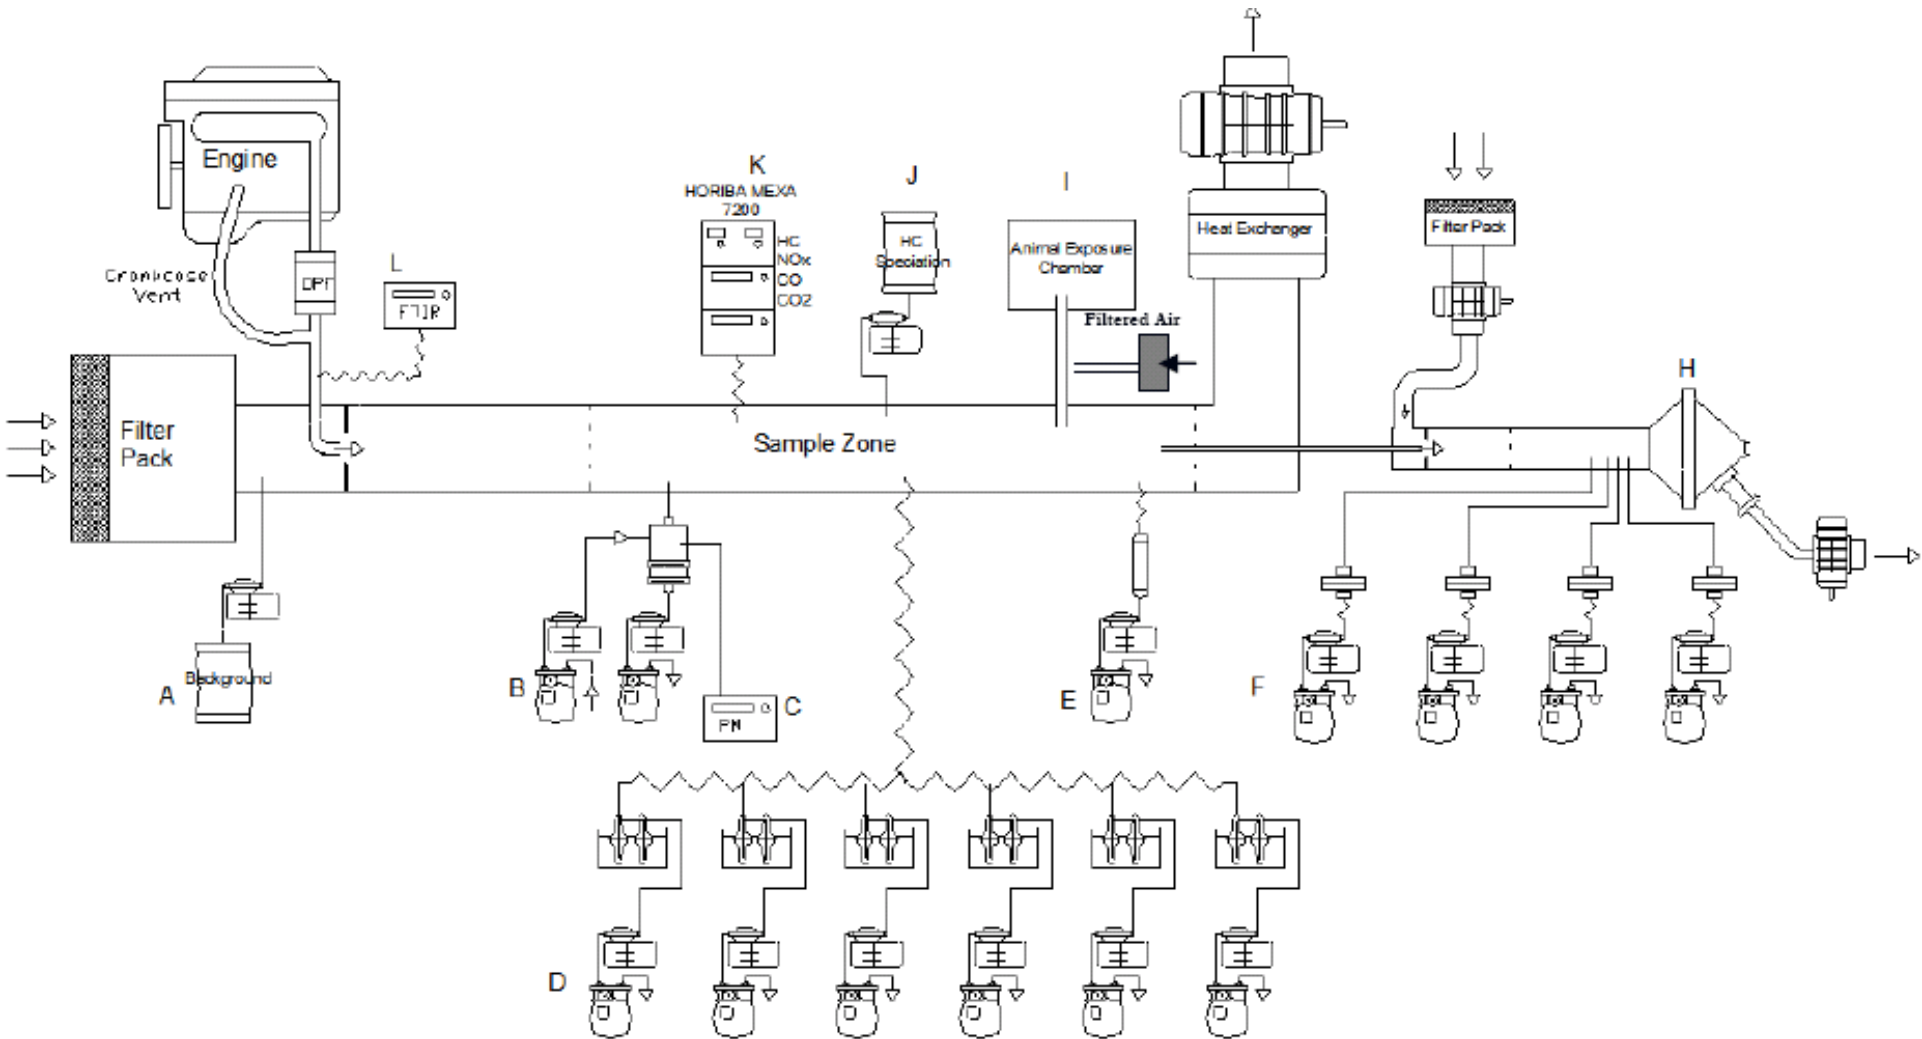 Engine
Crankcase
Vent
DPF
L
FTIR
K
HORIBA MEXA
7200
HC
NOx
CO
CO2
J
HC
Speciation
I
Animal Exposure
Chamber
Filtered Air
Heat Exchanger
Filter Pack
H
Filter
Pack
Sample Zone
A
Background
B
C
PM
E
F
D